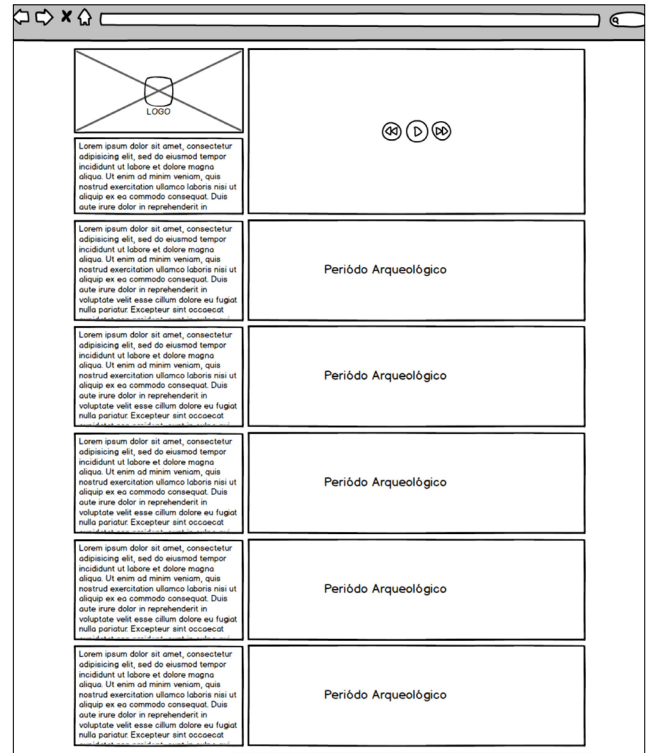 LOGO
Lorem ipsum dolor sit amet, consectetur
adipisicing elit, sed do eiusmod tempor
incididunt ut labore et dolore magna
aliqua. Ut enim ad minim veniam, quis
nostrud exercitation ullamco laboris nisi ut
aliquip ex ea commodo consequat. Duis
aute irure dolor in reprehenderit in
Lorem ipsum dolor sit amet, consectetur
adipisicing elit, sed do eiusmod tempor
incididunt ut labore et dolore magna
aliqua. Ut enim ad minim veniam, quis
nostrud exercitation ullamco laboris nisi ut
aliquip ex ea commodo consequat. Duis
aute irure dolor in reprehenderit in
voluptate velit esse cillum dolore eu fugiat
nulla pariatur. Excepteur sint occaecat
Periódo Arqueológico
Lorem ipsum dolor sit amet, consectetur
adipisicing elit, sed do eiusmod tempor
incididunt ut labore et dolore magna
aliqua. Ut enim ad minim veniam, quis
nostrud exercitation ullamco laboris nisi ut
aliquip ex ea commodo consequat. Duis
aute irure dolor in reprehenderit in
voluptate velit esse cillum dolore eu fugiat
nulla pariatur. Excepteur sint occaecat
Periódo Arqueológico
Lorem ipsum dolor sit amet, consectetur
adipisicing elit, sed do eiusmod tempor
incididunt ut labore et dolore magna
aliqua. Ut enim ad minim veniam, quis
nostrud exercitation ullamco laboris nisi ut
aliquip ex ea commodo consequat. Duis
aute irure dolor in reprehenderit in
voluptate velit esse cillum dolore eu fugiat
nulla pariatur. Excepteur sint occaecat
Periódo Arqueológico
Lorem ipsum dolor sit amet, consectetur
adipisicing elit, sed do eiusmod tempor
incididunt ut labore et dolore magna
aliqua. Ut enim ad minim veniam, quis
nostrud exercitation ullamco laboris nisi ut
aliquip ex ea commodo consequat. Duis
aute irure dolor in reprehenderit in
voluptate velit esse cillum dolore eu fugiat
nulla pariatur. Excepteur sint occaecat
Periódo Arqueológico
Lorem ipsum dolor sit amet, consectetur
adipisicing elit, sed do eiusmod tempor
incididunt ut labore et dolore magna
aliqua. Ut enim ad minim veniam, quis
nostrud exercitation ullamco laboris nisi ut
aliquip ex ea commodo consequat. Duis
aute irure dolor in reprehenderit in
voluptate velit esse cillum dolore eu fugiat
nulla pariatur. Excepteur sint occaecat
Periódo Arqueológico